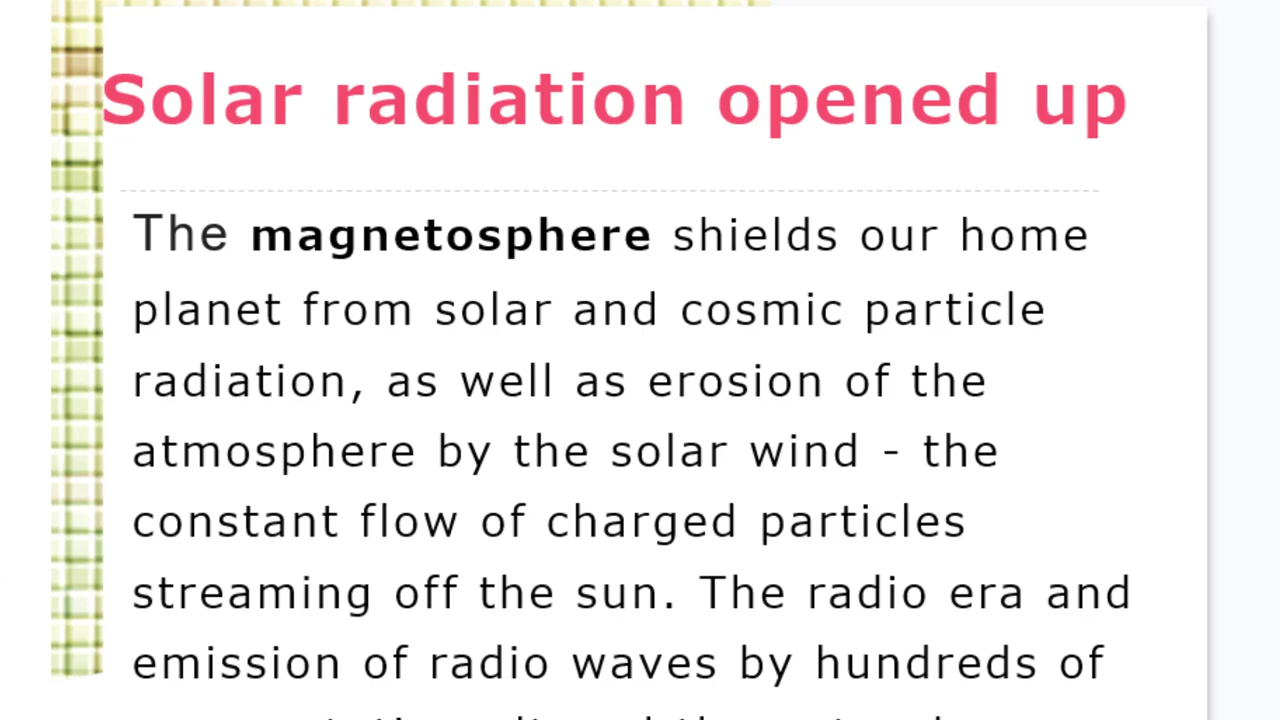 Solar radiation opened up
The magnetosphere shields our home
planet from solar and cosmic particle
radiation, as well as erosion of the
atmosphere by the solar wind - the
constant flow of charged particles
streaming off the sun. The radio era and
emission of radio waves by hundreds of